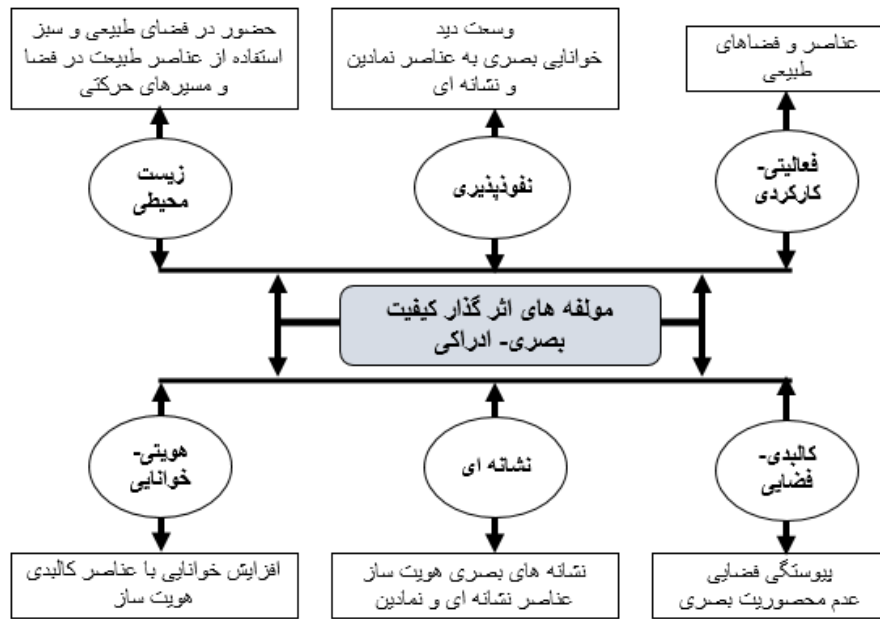 عناصر و فضاهای
طبیعی
وسعت دید
خوانایی بصری به عناصر نمادین
و نشانه ای
حضور در فضای طبیعی و سبز
استفاده از عناصر طبیعت در فضا
و مسیرهای حرکتی
فعالیتی-
کارکردی
نفوذپذیری
زیست
محیطی
مولفه های اثر گذار کیفیت
بصری- ادراکی
کالبدی-
فضایی
نشانه ای
هویتی-
خوانایی
پیوستگی فضایی
عدم محصوریت بصری
نشانه های بصری هویت ساز
عناصر نشانه ای و نمادین
افزایش خوانایی با عناصر کالبدی
هویت ساز